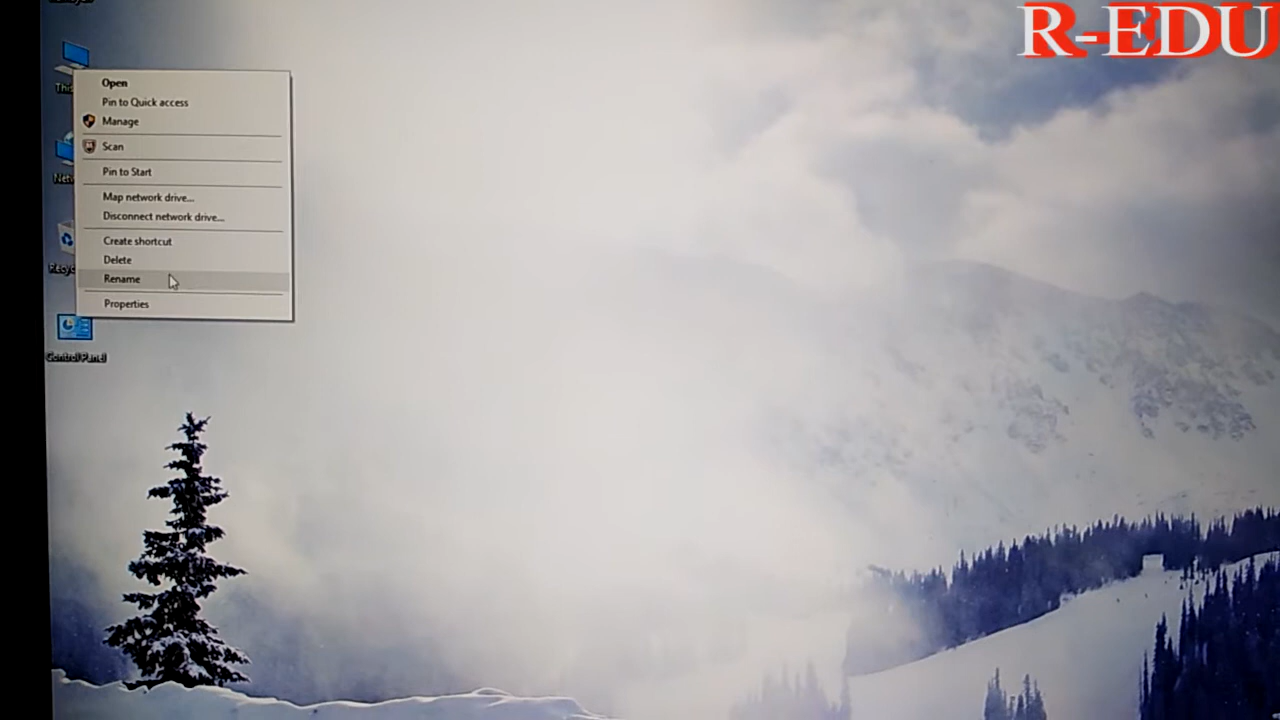 R-EDU
Open
Pin to Quick access
Manage
Scan
Pin to Start
Map network drive...
Disconnect network drive...
Create shortcut
Delete
Rename
Properties
Control Panel